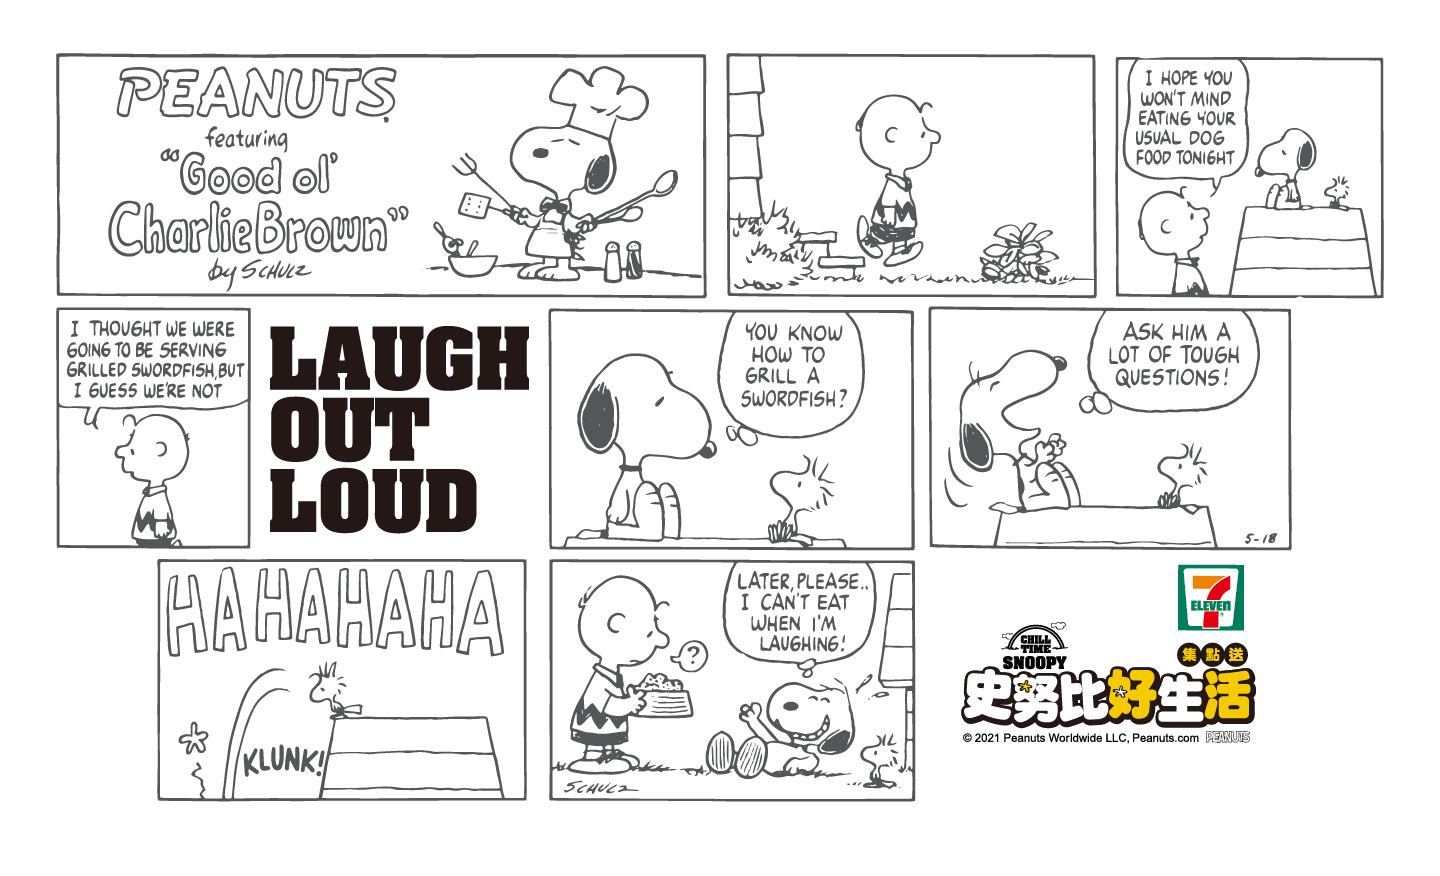 PEANUTS
featuring
"Good ol'
Charlie Brown"
by SCHULZ
I HOPE YOU
WON'T MIND
EATING YOUR
USUAL DOG
FOOD TONIGHT
I THOUGHT WE WERE
GOING TO BE SERVING
GRILLED SWORDFISH, BUT
I GUESS WE'RE NOT
LAUGH
OUT
LOUD
YOU KNOW
HOW TO
GRILL A
SWORDFISH?
ASK HIM A
LOT OF TOUGH
QUESTIONS!
5-18
HAHAHAHA
KLUNK!
?
LATER, PLEASE..
I CAN'T EAT
WHEN I'M
LAUGHING!
SCHULZ
7
ELEVEN
集點送
CHILL
TIME
SNOOPY
史努比好生活
© 2021 Peanuts Worldwide LLC, Peanuts.com PEANUTS